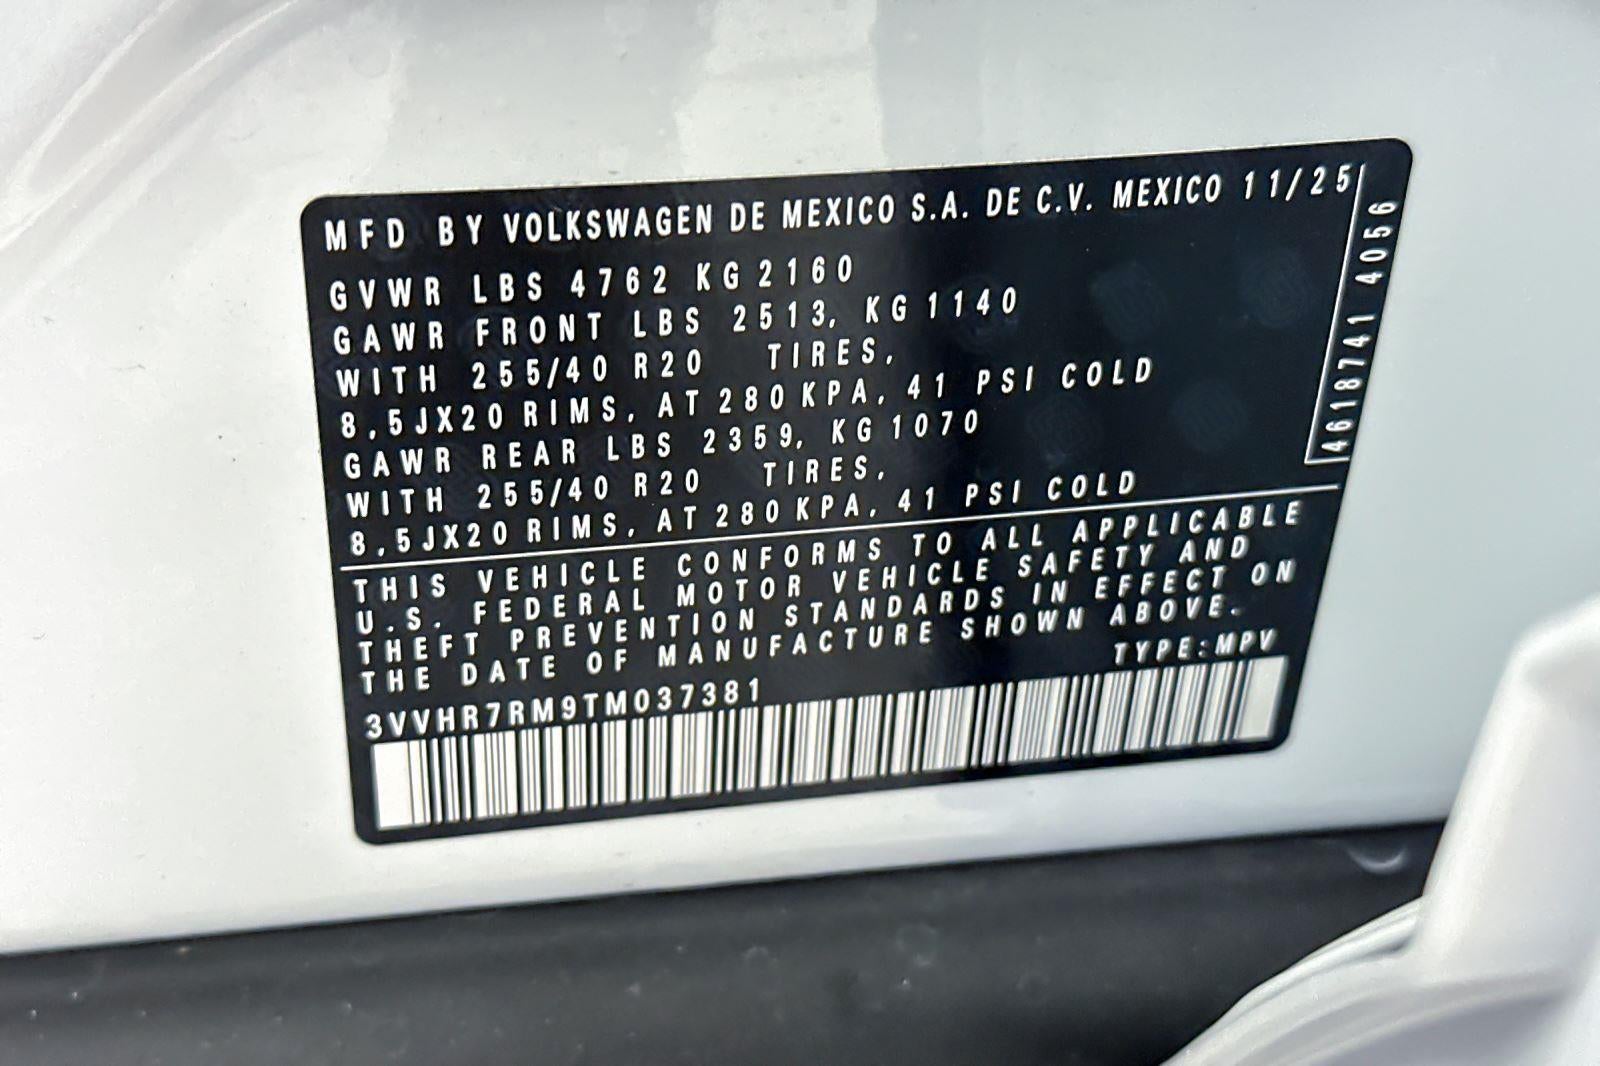 MFD BY VOLKSWAGEN DE MEXICO S.A. DE C.V. MEXICO 11/25
GVWR LBS 4762 KG 2160
GAWR FRONT LBS 2513, KG 1140
WITH 255/40 R20 TIRES,
8,5JX20 RIMS, AT 280 KPA, 41 PSI COLD
GAWR REAR LBS 2359, KG 1070
WITH 255/40 R20 TIRES,
8,5JX20 RIMS, AT 280 KPA, 41 PSI COLD
4618741 4056
THIS VEHICLE CONFORMS TO ALL APPLICABLE
U.S. FEDERAL MOTOR VEHICLE SAFETY AND
THEFT PREVENTION STANDARDS IN EFFECT ON
THE DATE OF MANUFACTURE SHOWN ABOVE.
TYPE:MPV
3VVHR7RM9TM037381